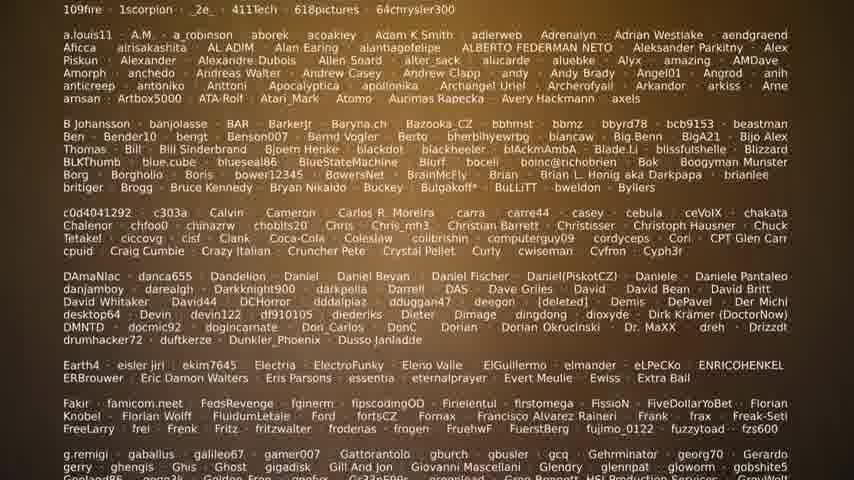 109fire · 1scorpion · _2e_ · 411Tech · 618pictures · 64chrysler300
a.louis11 · A.M. · a_robinson · aborek · acoakley · Adam K Smith · adlerweb · Adrenalyn · Adrian Westlake · aendgraend
Aficca · airisakashita · AL ADIM · Alan Earing · alantiagofelipe · ALBERTO FEDERMAN NETO · Aleksander Parkitny · Alex
Piskun · Alexander · Alexandre Dubois · Allen Soard · alter_sack · alucarde · aluebke · Alyx · amazing · AMDave
Amorph · anchedo · Andreas Walter · Andrew Casey · Andrew Clapp · andy · Andy Brady · Angel01 · Angrod · anih
anticreep · antoniko · Anttoni · Apocalyptica · apollonika · Archangel Uriel · Archerofyail · Arkandor · arkiss · Arne
arnsan · Artbox5000 · ATA-Rolf · Atari_Mark · Atomo · Aurimas Rapecka · Avery Hackmann · axels
B Johansson · banjolasse · BAR · BarkerJr · Baryna.ch · Bazooka_CZ · bbhmst · bbmz · bbyrd78 · bcb9153 · beastman
Ben · Bender10 · bengt · Benson007 · Bernd Vogler · Berto · bherblhyewrbg · biancaw · Big.Benn · BigA21 · Bijo Alex
Thomas · Bill · Bill Sinderbrand · Bjoern Henke · blackdot · blackheeler · blAckmAmbA · Blade.Li · blissfulshelle · Blizzard
BLKThumb · blue.cube · blueseal86 · BlueStateMachine · Blurf · boceli · boinc@richobrien · Bok · Boogyman Munster
Borg · Borgholio · Boris · bower12345 · BowersNet · BrainMcFly · Brian · Brian L. Honig aka Darkpapa · brianlee
britiger · Brogg · Bruce Kennedy · Bryan Nikaido · Buckey · Bulgakoff* · BuLLiTT · bweldon · Byliers
c0d4041292 · c303a · Calvin · Cameron · Carlos R. Moreira · carra · carre44 · casey · cebula · ceVoIX · chakata
Chalenor · chfoo0 · chinazrw · choblts20 · Chris · Chris_mh3 · Christian Barrett · Christisser · Christoph Hausner · Chuck
Tetakel · ciccovg · cisf · Clank · Coca-Cola · Coleslaw · colitbrishin · computerguy09 · cordyceps · Cori · CPT Glen Carr
cpuid · Craig Cumbie · Crazy Italian · Cruncher Pete · Crystal Pellet · Curly · cwiseman · Cyfron · Cyph3r
DAmaNIac · danca655 · Dandelion · Daniel · Daniel Bevan · Daniel Fischer · Daniel(PiskotCZ) · Daniele · Daniele Pantaleo
danjamboy · darealgh · Darkknight900 · darkpella · Darrell · DAS · Dave Griles · David · David Bean · David Britt
David Whitaker · David44 · DCHorror · dddalpiaz · dduggan47 · deegon · [deleted] · Demis · DePavel · Der Michi
desktop64 · Devin · devin122 · df910105 · diederiks · Dieter · Dimage · dingdong · dioxyde · Dirk Krämer (DoctorNow)
DMNTD · docmic92 · dogincarnate · Don_Carlos · DonC · Dorian · Dorian Okrucinski · Dr. MaXX · dreh · Drizzdt
drumhacker72 · duftkerze · Dunkler_Phoenix · Dusso Janladde
Earth4 · eisler jiri · ekim7645 · Electria · ElectroFunky · Eleno Valle · ElGuillermo · elmander · eLPeCKo · ENRICOHENKEL
ERBrouwer · Eric Damon Walters · Eris Parsons · essentia · eternalprayer · Evert Meulie · Ewiss · Extra Ball
Fakir · famicom.neet · FedsRevenge · fginerm · fipscodingOD · Firielentul · firstomega · FissioN · FiveDollarYoBet · Florian
Knobel · Florian Wolff · FluidumLetale · Ford · fortsCZ · Fornax · Francisco Alvarez Raineri · Frank · frax · Freak-Seti
FreeLarry · frei · Frenk · Fritz · fritzwalter · frodenas · frogen · FruehwF · FuerstBerg · fujimo_0122 · fuzzytoad · fzs600
g.remigi · gaballus · galileo67 · gamer007 · Gattorantolo · gburch · gbusler · gcq · Gehrminator · georg70 · Gerardo
gerry · ghengis · Ghis · Ghost · gigadisk · Gill And Jon · Giovanni Mascellani · Glendry · glennpat · gloworm · gobshite5